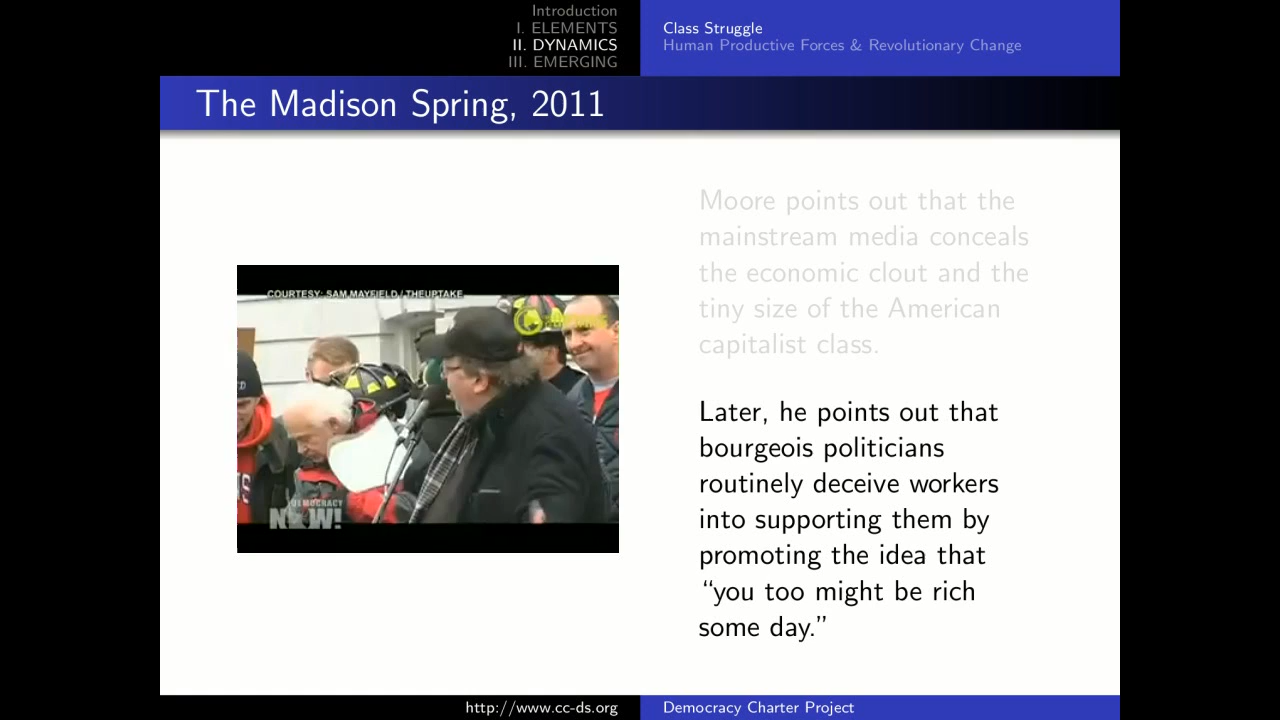 Introduction
I. ELEMENTS
II. DYNAMICS
III. EMERGING
Class Struggle
Human Productive Forces & Revolutionary Change
The Madison Spring, 2011
COURTESY: SAM MAYFIELD / THEUPTAKE
DEMOCRACY
NOW!
Moore points out that the
mainstream media conceals
the economic clout and the
tiny size of the American
capitalist class.
Later, he points out that
bourgeois politicians
routinely deceive workers
into supporting them by
promoting the idea that
“you too might be rich
some day.”
http://www.cc-ds.org
Democracy Charter Project